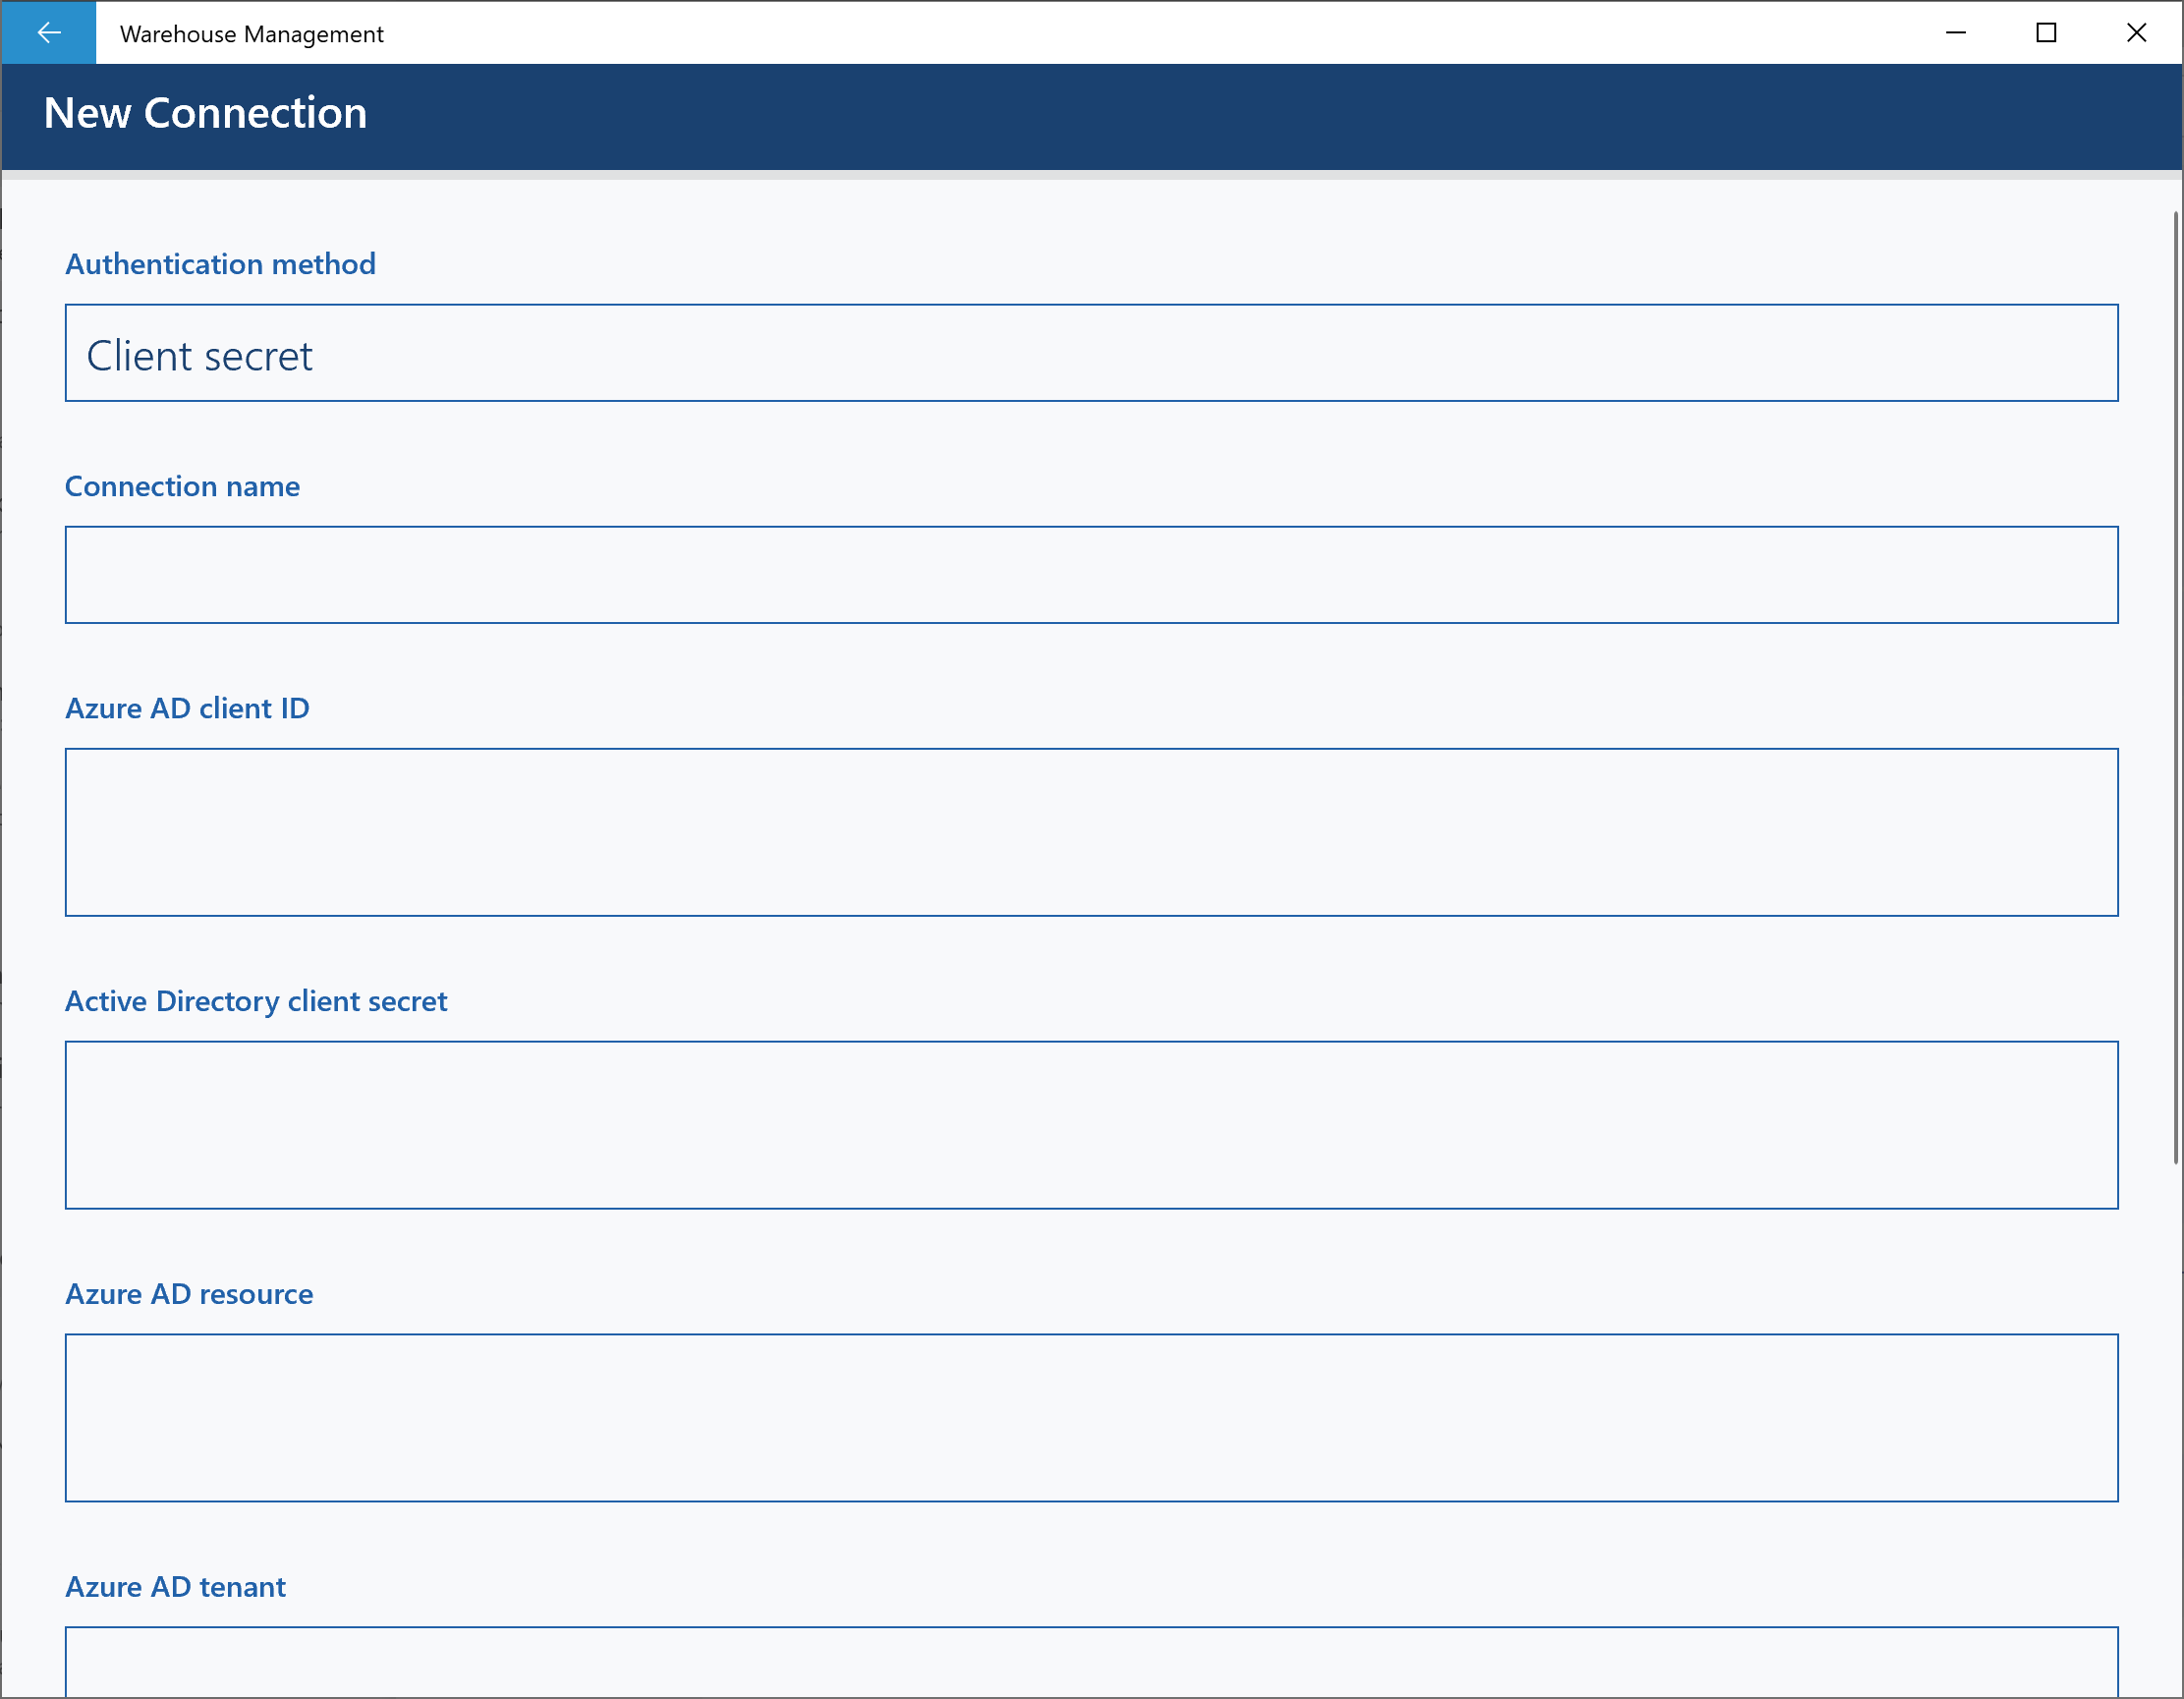 Warehouse Management
New Connection
Authentication method
Client secret
Connection name
Azure AD client ID
Active Directory client secret
Azure AD resource
Azure AD tenant